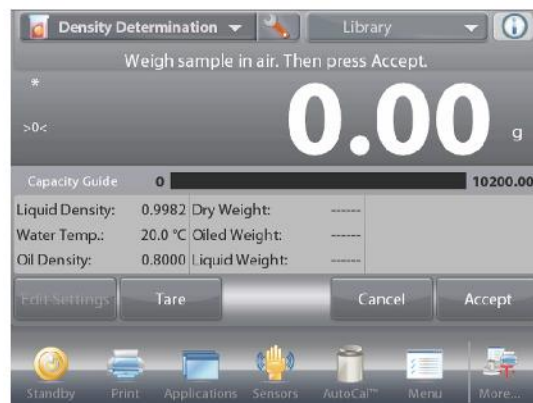 Density Determination Library
Weigh sample in air. Then press Accept.
*
>0<
0.00 g
Capacity Guide 0 10200.00
Liquid Density: 0.9982 Dry Weight: ------
Water Temp.: 20.0 °C Oiled Weight: ------
Oil Density: 0.8000 Liquid Weight: ------
Edit Settings Tare Cancel Accept
Standby Print Applications Sensors AutoCal™ Menu More...